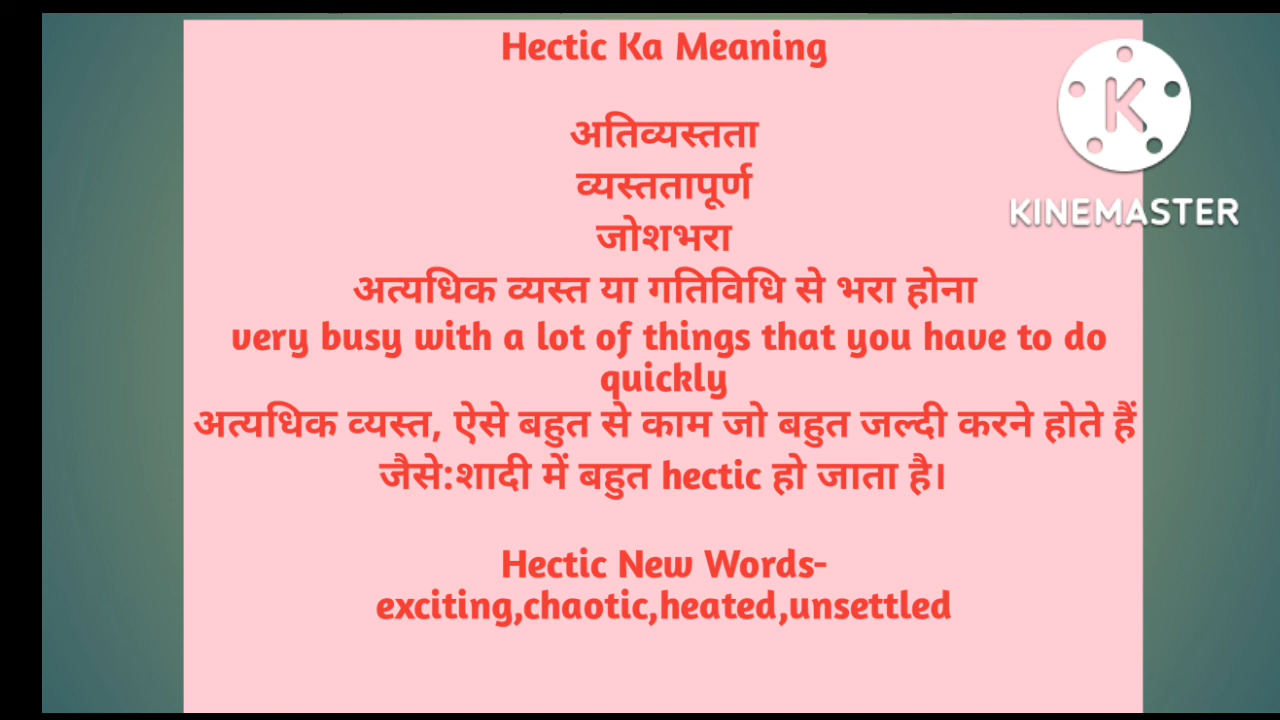 Hectic Ka Meaning
अतिव्यस्तता
व्यस्ततापूर्ण
जोशभरा
अत्यधिक व्यस्त या गतिविधि से भरा होना
very busy with a lot of things that you have to do
quickly
अत्यधिक व्यस्त, ऐसे बहुत से काम जो बहुत जल्दी करने होते हैं
जैसे:शादी में बहुत hectic हो जाता है।
Hectic New Words-
exciting,chaotic,heated,unsettled
K
KINEMASTER